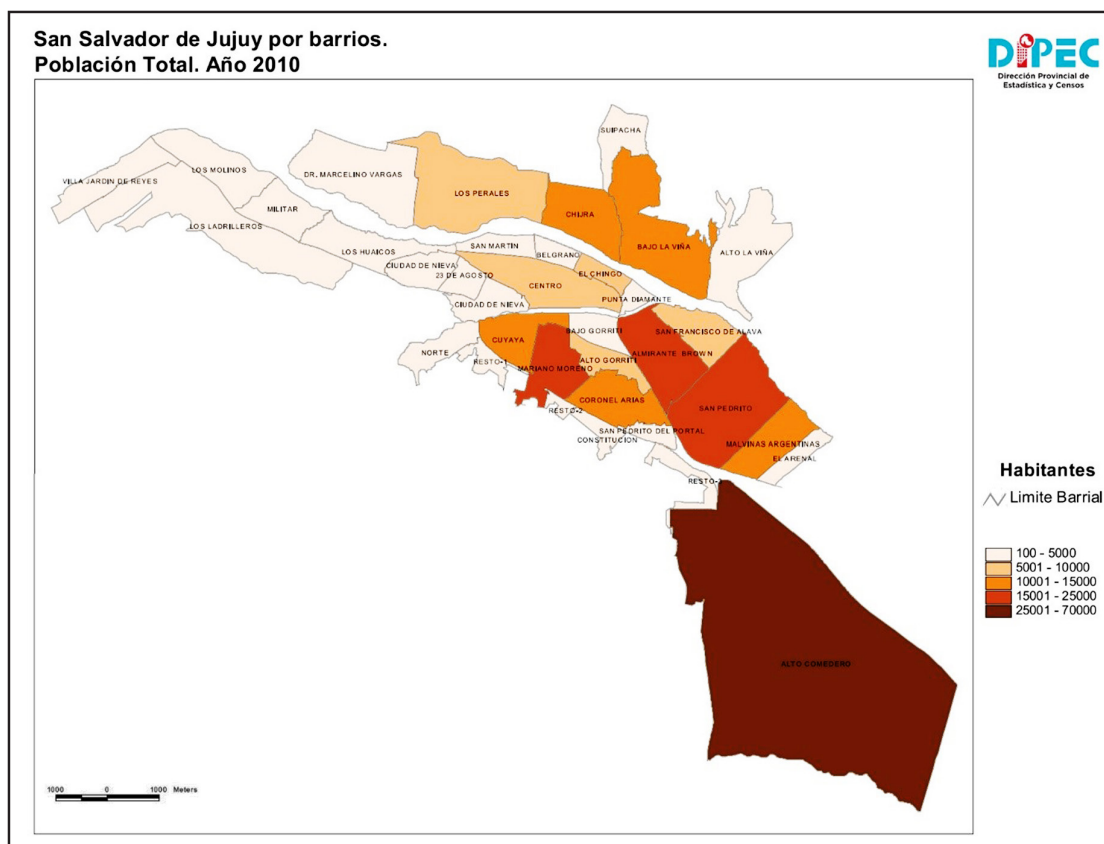 San Salvador de Jujuy por barrios.
Población Total. Año 2010
DiPEC
Dirección Provincial de
Estadística y Censos
SUIPACHA
LOS MOLINOS
VILLA JARDIN DE REYES
DR. MARCELINO VARGAS
LOS PERALES
MILITAR
CHIJRA
LOS LADRILLEROS
BAJO LA VIÑA
ALTO LA VIÑA
LOS HUAICOS
SAN MARTIN
BELGRANO
CIUDAD DE NIEVA
23 DE AGOSTO
EL CHINGO
CENTRO
PUNTA DIAMANTE
CIUDAD DE NIEVA
BAJO GORRITI
SAN FRANCISCO DE ALAVA
CUYAYA
NORTE
RESTO-1
ALTO GORRITI
ALMIRANTE BROWN
MARIANO MORENO
CORONEL ARIAS
SAN PEDRITO
RESTO-2
SAN PEDRITO DEL PORTAL
CONSTITUCION
MALVINAS ARGENTINAS
EL ARENAL
RESTO-3
ALTO COMEDERO
Habitantes
Limite Barrial
100 - 5000
5001 - 10000
10001 - 15000
15001 - 25000
25001 - 70000
1000 0 1000 Meters